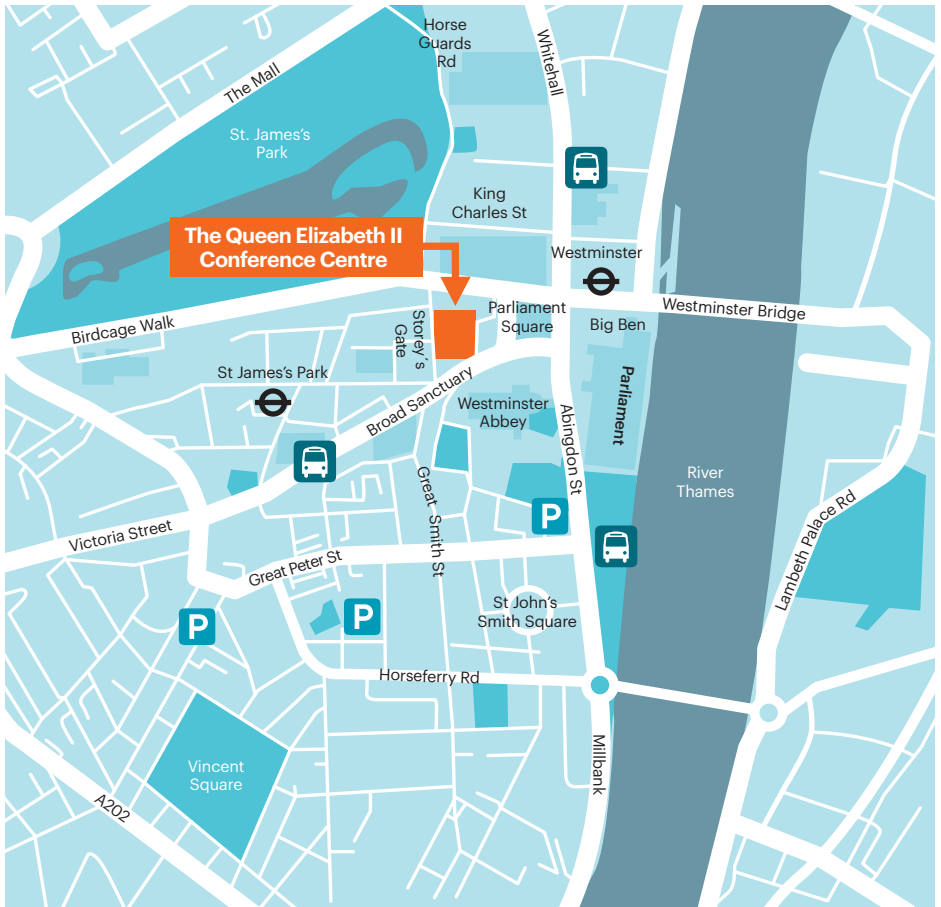 Horse
Guards
Rd
Whitehall
The Mall
St. James's
Park
King
Charles St
The Queen Elizabeth II
Conference Centre
Westminster
Westminster Bridge
Parliament
Square
Big Ben
Birdcage Walk
Storey's
Gate
St James's Park
Broad Sanctuary
Westminster
Abbey
Parliament
Abingdon St
River
Thames
Great Smith St
P
Victoria Street
Lambeth Palace Rd
Great Peter St
St John's
Smith Square
P
P
Horseferry Rd
Millbank
Vincent
Square
A202